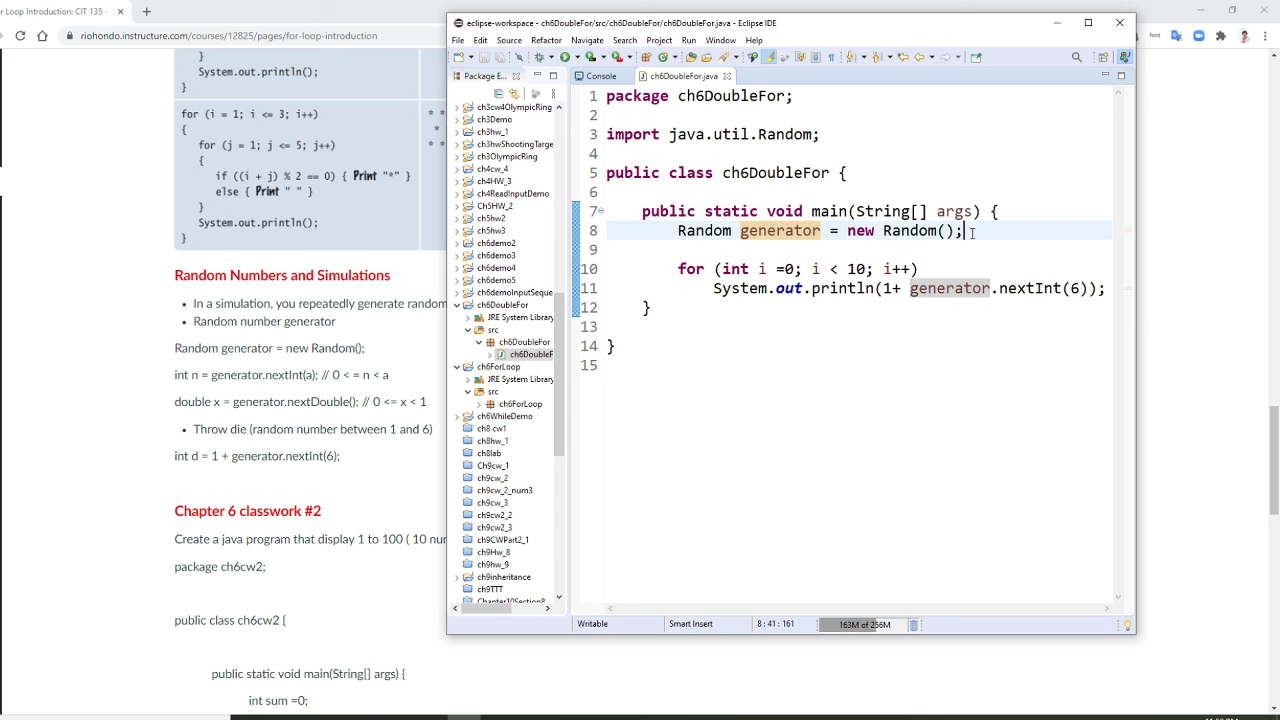 r Loop Introduction: CIT 135 -
riohondo.instructure.com/courses/12825/pages/for-loop-introduction
}
System.out.println();
}
for (i = 1; i <= 3; i++)
{
for (j = 1; j <= 5; j++)
{
if ((i + j) % 2 == 0) { Print "*" }
else { Print " " }
}
System.out.println();
}
* *
*
* *
Random Numbers and Simulations
• In a simulation, you repeatedly generate random
• Random number generator
Random generator = new Random();
int n = generator.nextInt(a); // 0 < = n < a
double x = generator.nextDouble(); // 0 <= x < 1
• Throw die (random number between 1 and 6)
int d = 1 + generator.nextInt(6);
Chapter 6 classwork #2
Create a java program that display 1 to 100 ( 10 num
package ch6cw2;
public class ch6cw2 {
public static void main(String[] args) {
int sum =0;
eclipse-workspace - ch6DoubleFor/src/ch6DoubleFor/ch6DoubleFor.java - Eclipse IDE
File Edit Source Refactor Navigate Search Project Run Window Help
Package E...
ch3cw4OlympicRing
ch3Demo
ch3hw_1
ch3hwShootingTarge
ch3OlympicRing
ch4cw_4
ch4HW_3
ch4ReadInputDemo
Ch5HW_2
ch5hw2
ch5hw3
ch6demo2
ch6demo3
ch6demo4
ch6demo5
ch6demoInputSeque
ch6DoubleFor
JRE System Library
src
ch6DoubleFor
ch6DoubleF
ch6ForLoop
JRE System Library
src
ch6ForLoop
ch6WhileDemo
ch8 cw1
ch8hw_1
ch8lab
Ch9cw_1
ch9cw_2
ch9cw_2_num3
ch9cw_3
ch9cw2_2
ch9cw2_3
ch9CWPart2_1
ch9Hw_8
ch9hw_9
ch9inheritance
ch9TTT
Chapter10Section8
Console ch6DoubleFor.java
1 package ch6DoubleFor;
2
3 import java.util.Random;
4
5 public class ch6DoubleFor {
6
7 public static void main(String[] args) {
8 Random generator = new Random();
9
10 for (int i =0; i < 10; i++)
11 System.out.println(1+ generator.nextInt(6));
12 }
13
14 }
15
Writable Smart Insert 8 : 41 : 161 163M of 256M
font